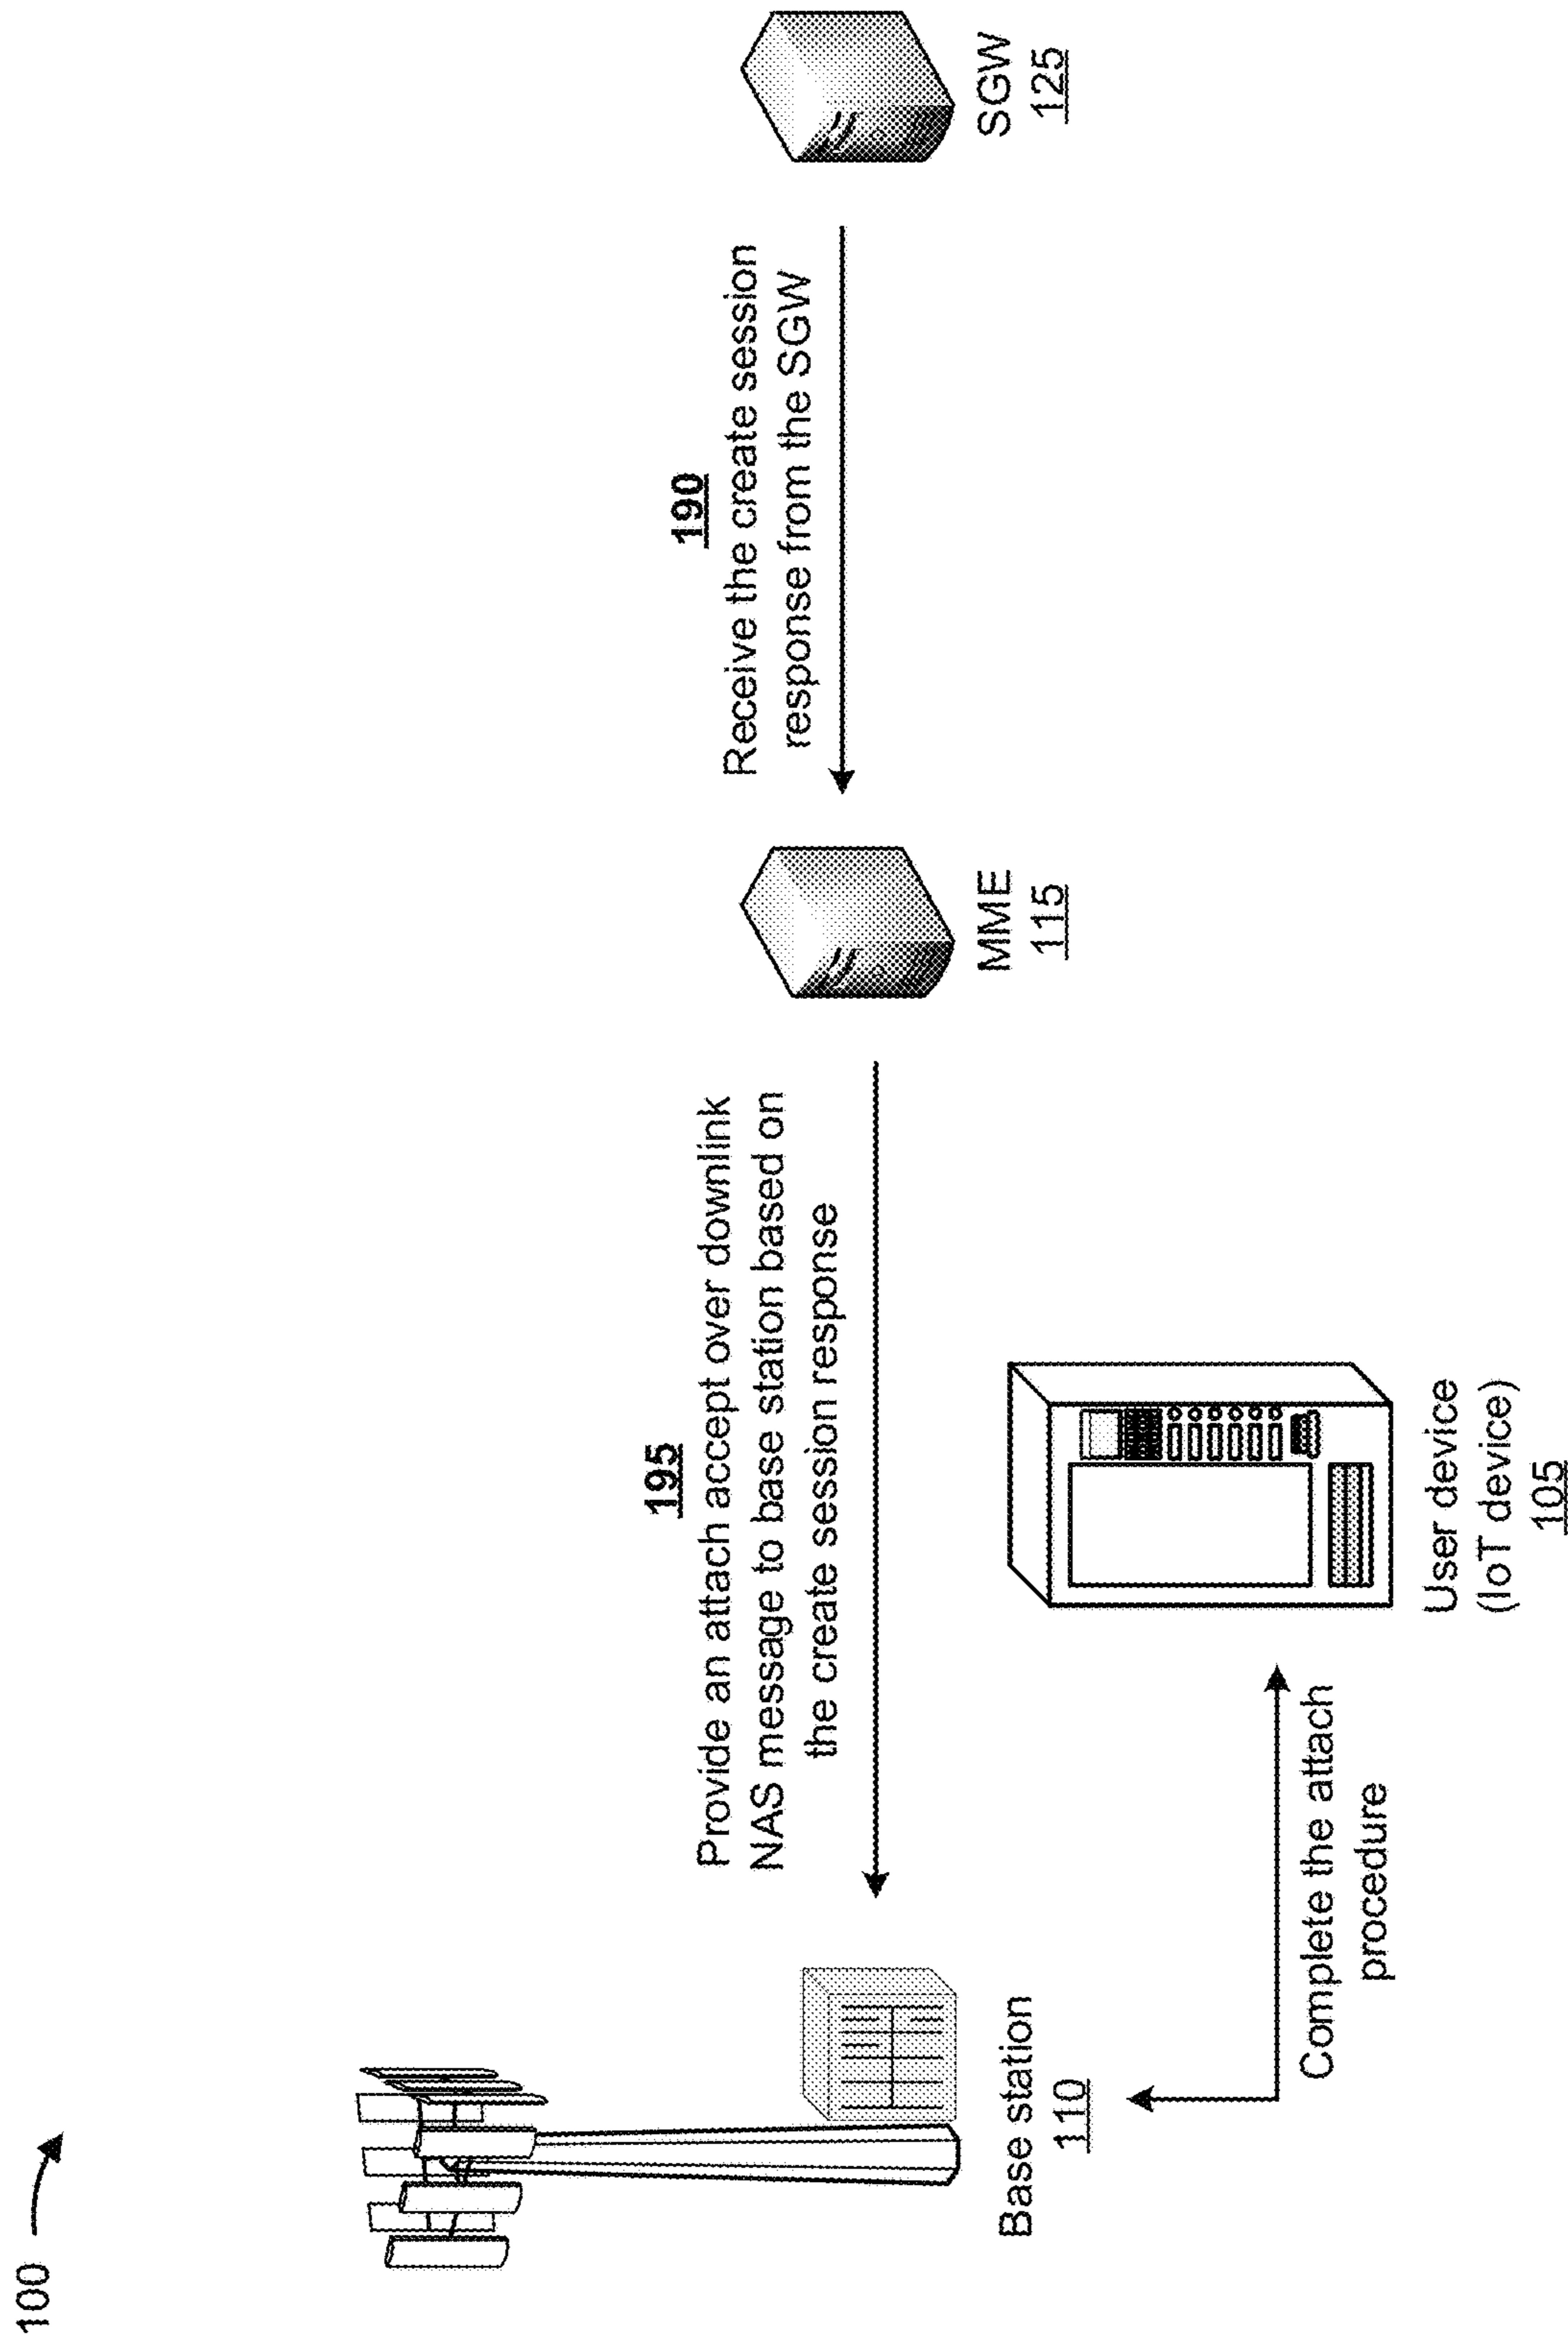 100
190
Receive the create session
response from the SGW
195
Provide an attach accept over downlink
NAS message to base station based on
the create session response
SGW
125
MME
115
Base station
110
User device
(IoT device)
105
Complete the attach
procedure